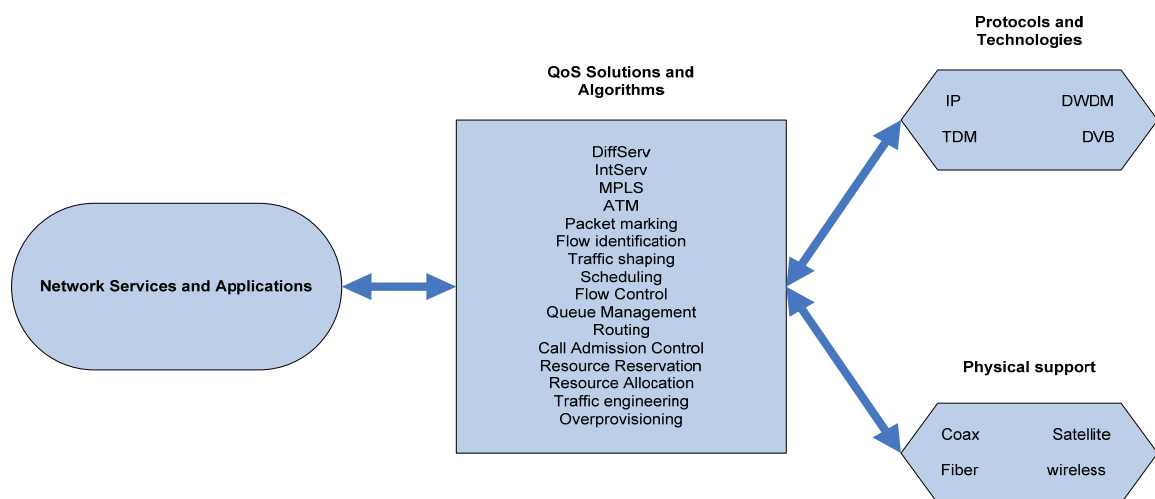 Protocols and
Technologies
QoS Solutions and
Algorithms
IP DWDM
TDM DVB
DiffServ
IntServ
MPLS
ATM
Packet marking
Flow identification
Traffic shaping
Scheduling
Flow Control
Queue Management
Routing
Call Admission Control
Resource Reservation
Resource Allocation
Traffic engineering
Overprovisioning
Network Services and Applications
Physical support
Coax Satellite
Fiber wireless